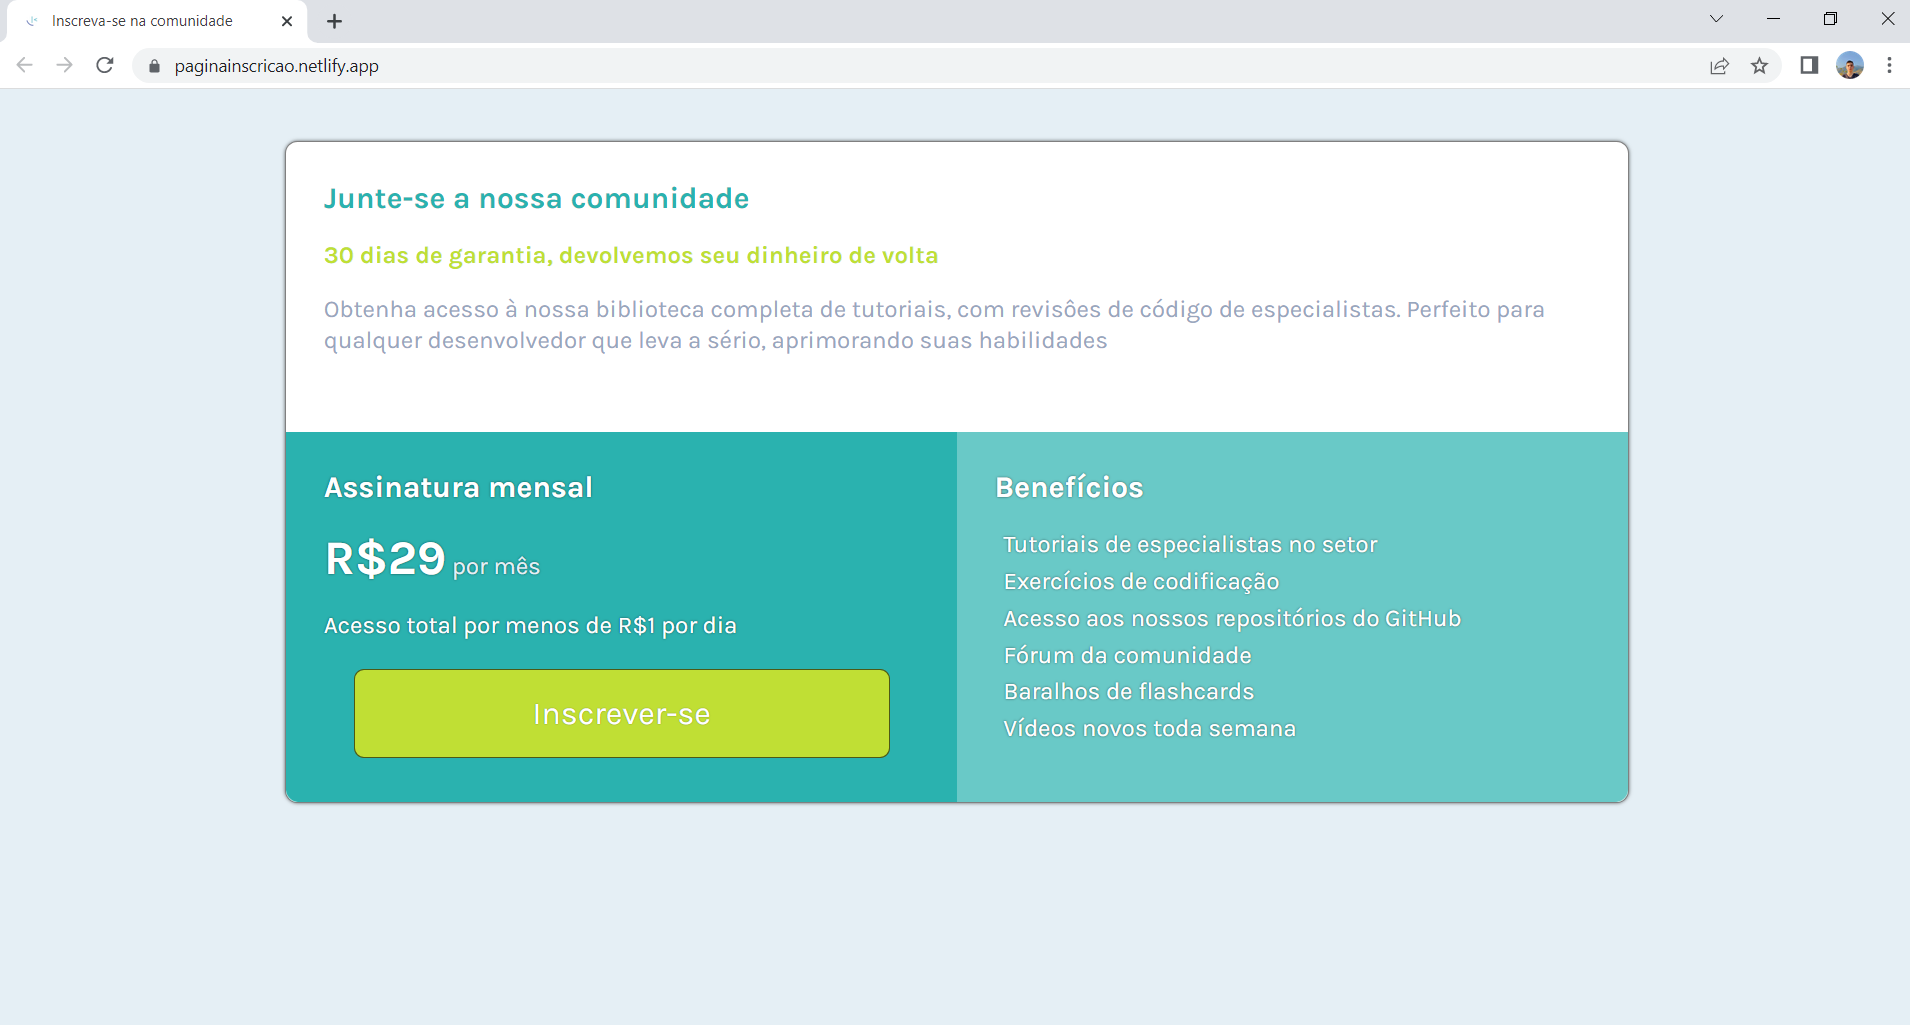 Inscreva-se na comunidade
paginainscricao.netlify.app
Junte-se a nossa comunidade
30 dias de garantia, devolvemos seu dinheiro de volta
Obtenha acesso à nossa biblioteca completa de tutoriais, com revisôes de código de especialistas. Perfeito para
qualquer desenvolvedor que leva a sério, aprimorando suas habilidades
Assinatura mensal
R$29 por mês
Acesso total por menos de R$1 por dia
Inscrever-se
Benefícios
Tutoriais de especialistas no setor
Exercícios de codificação
Acesso aos nossos repositórios do GitHub
Fórum da comunidade
Baralhos de flashcards
Vídeos novos toda semana